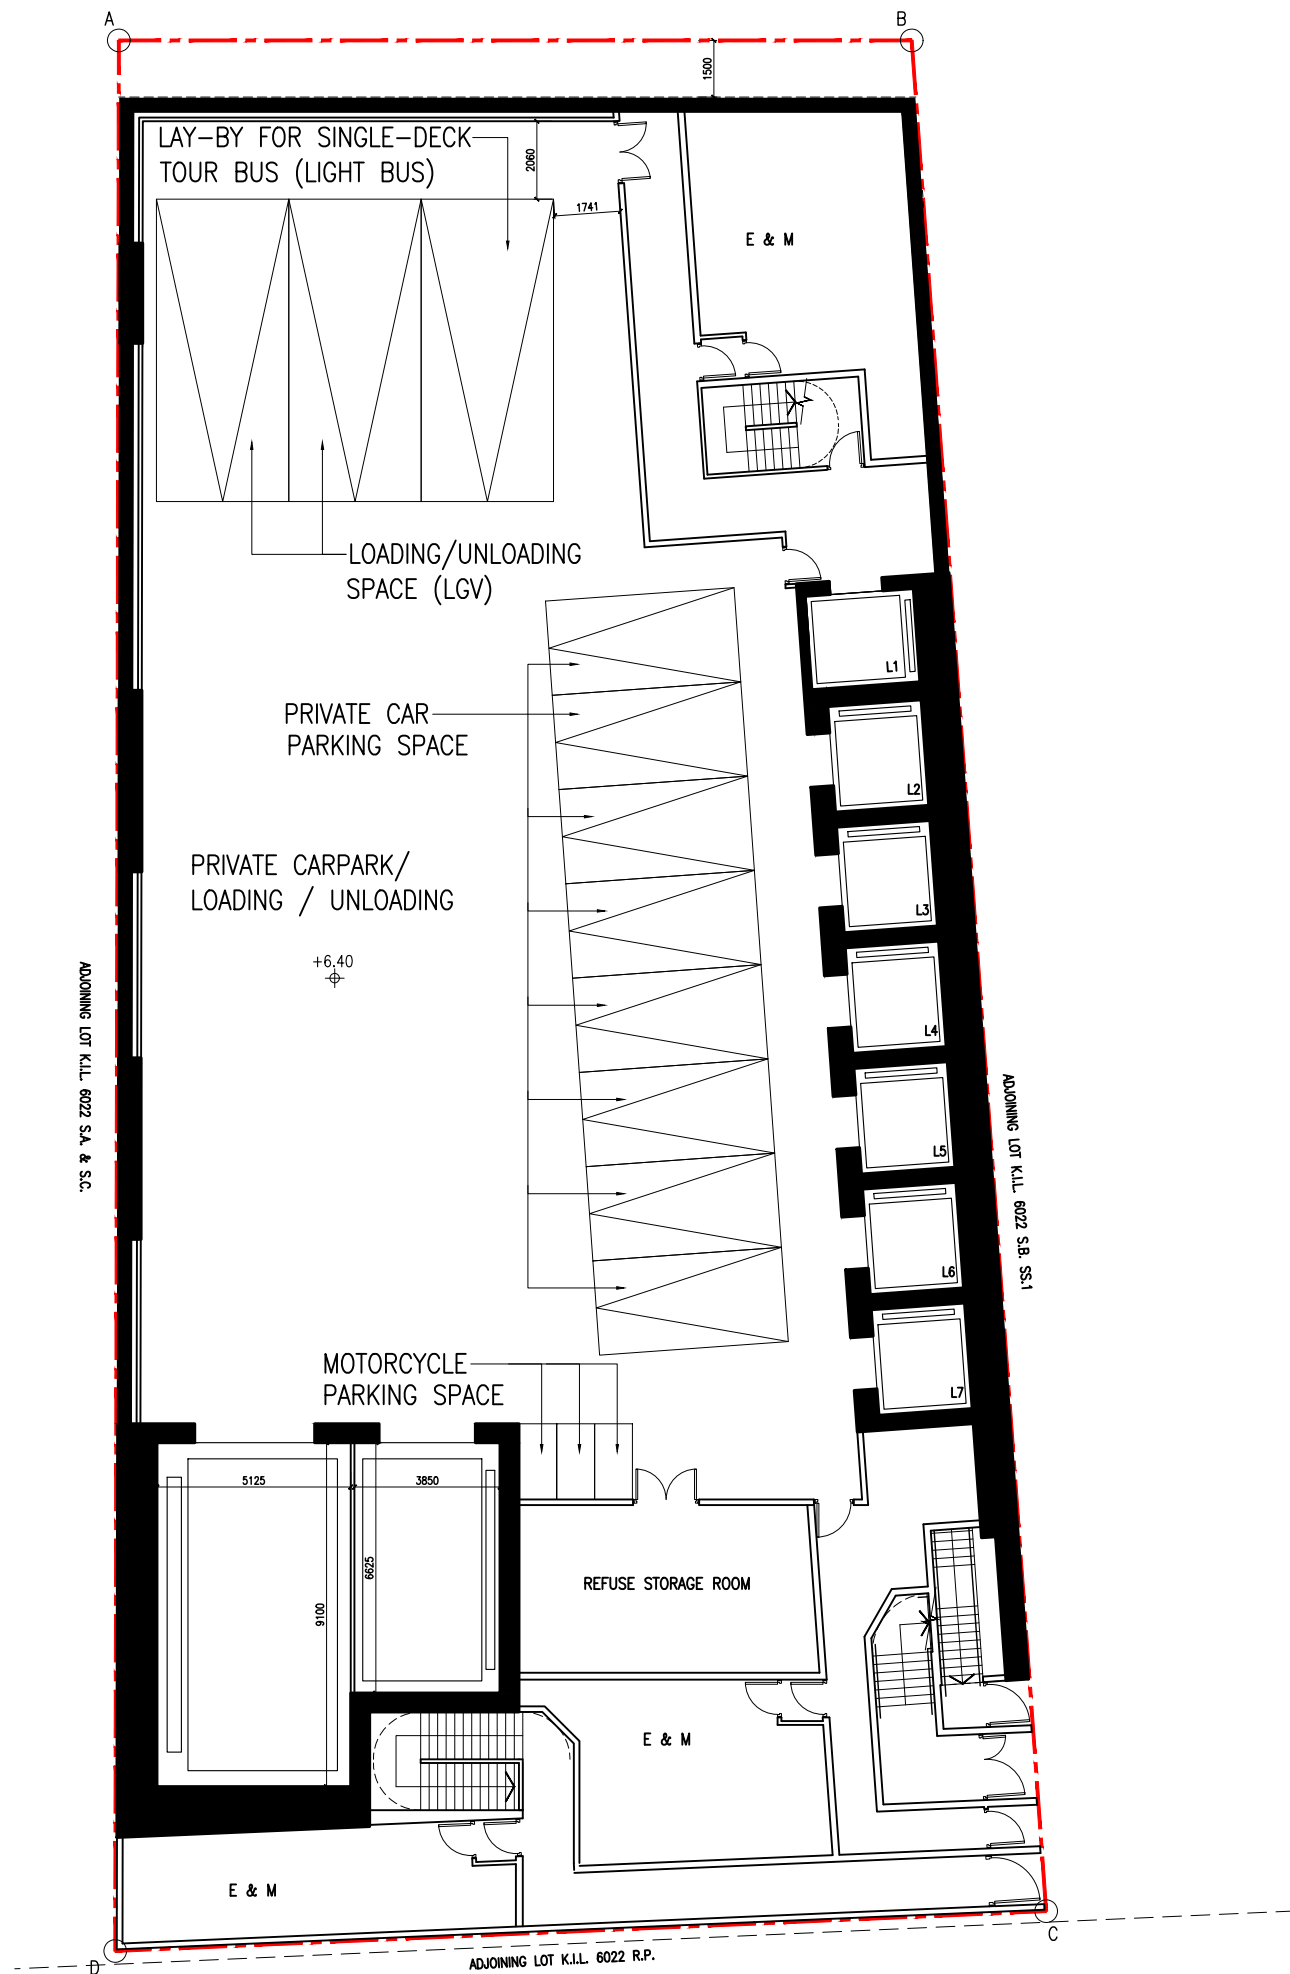 A
B
1500
LAY-BY FOR SINGLE-DECK
TOUR BUS (LIGHT BUS)
2060
1741
E & M
LOADING/UNLOADING
SPACE (LGV)
L1
PRIVATE CAR
PARKING SPACE
L2
PRIVATE CARPARK/
LOADING / UNLOADING
L3
+6.40
L4
ADJOINING LOT K.I.L. 6022 S.A. & S.C.
ADJOINING LOT K.I.L. 6022 S.B. SS.1
L5
L6
MOTORCYCLE
PARKING SPACE
L7
5125
3850
6625
9100
REFUSE STORAGE ROOM
E & M
E & M
C
D
ADJOINING LOT K.I.L. 6022 R.P.